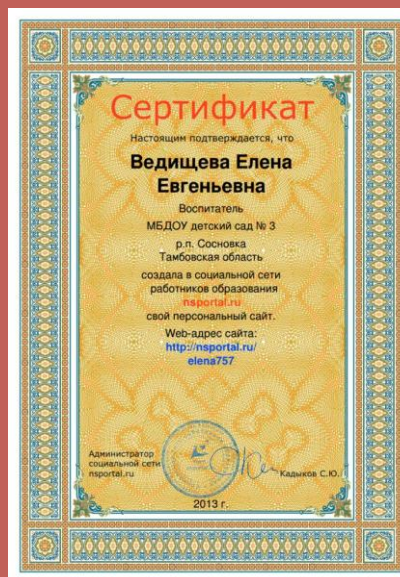 Сертификат
Настоящим подтверждается, что
Ведищева Елена
Евгеньевна
Воспитатель
МБДОУ детский сад № 3
р.п. Сосновка
Тамбовская область
создала в социальной сети
работников образования
nsportal.ru
свой персональный сайт.
Web-адрес сайта:
http://nsportal.ru/
elena757
Администратор
социальной сети
nsportal.ru
Кадыков С.Ю.
2013 г.